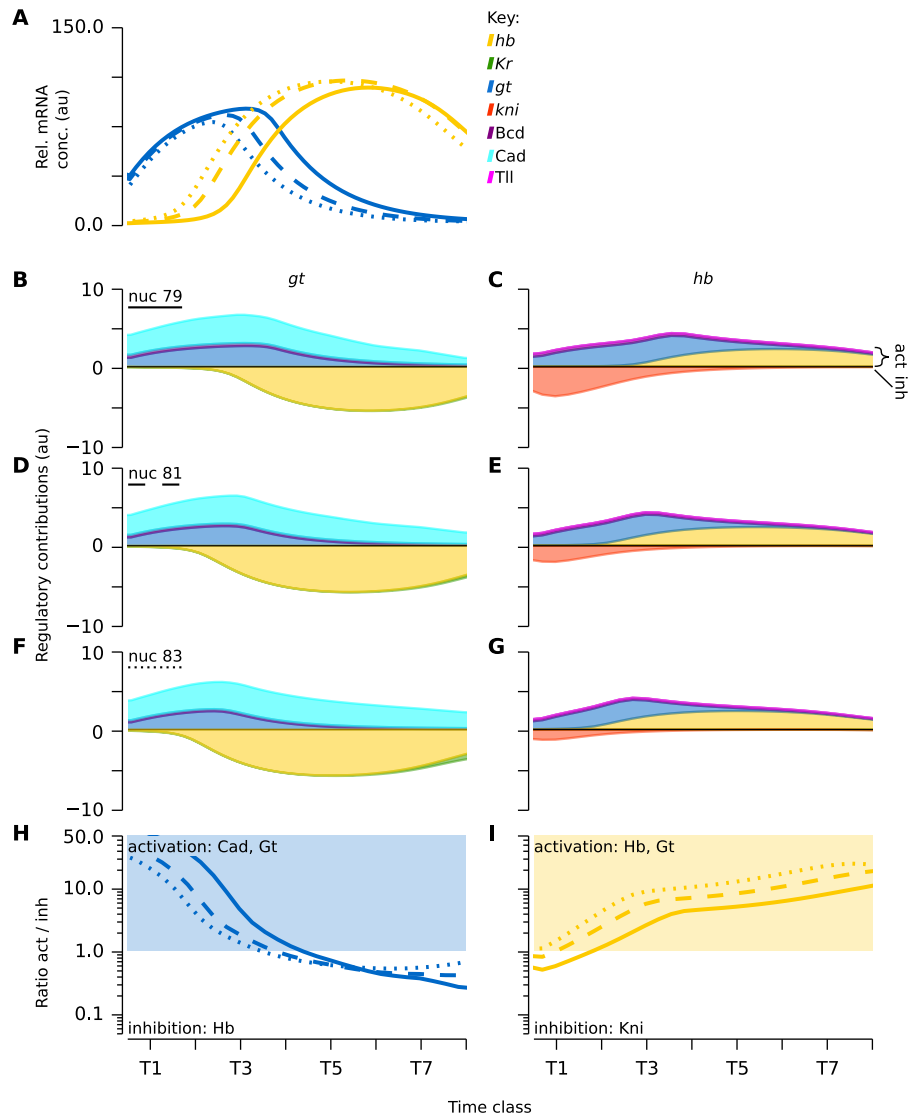 A
150.0
0.0
Rel. mRNA
conc. (au)
Key:
hb
Kr
gt
kni
Bcd
Cad
Tll
gt
hb
B
10
0
−10
nuc 79
C
act
inh
Regulatory contributions (au)
D
10
0
−10
nuc 81
E
F
10
0
−10
nuc 83
G
H
50.0
10.0
1.0
0.1
Ratio act / inh
activation: Cad, Gt
inhibition: Hb
I
activation: Hb, Gt
inhibition: Kni
T1 T3 T5 T7
T1 T3 T5 T7
Time class